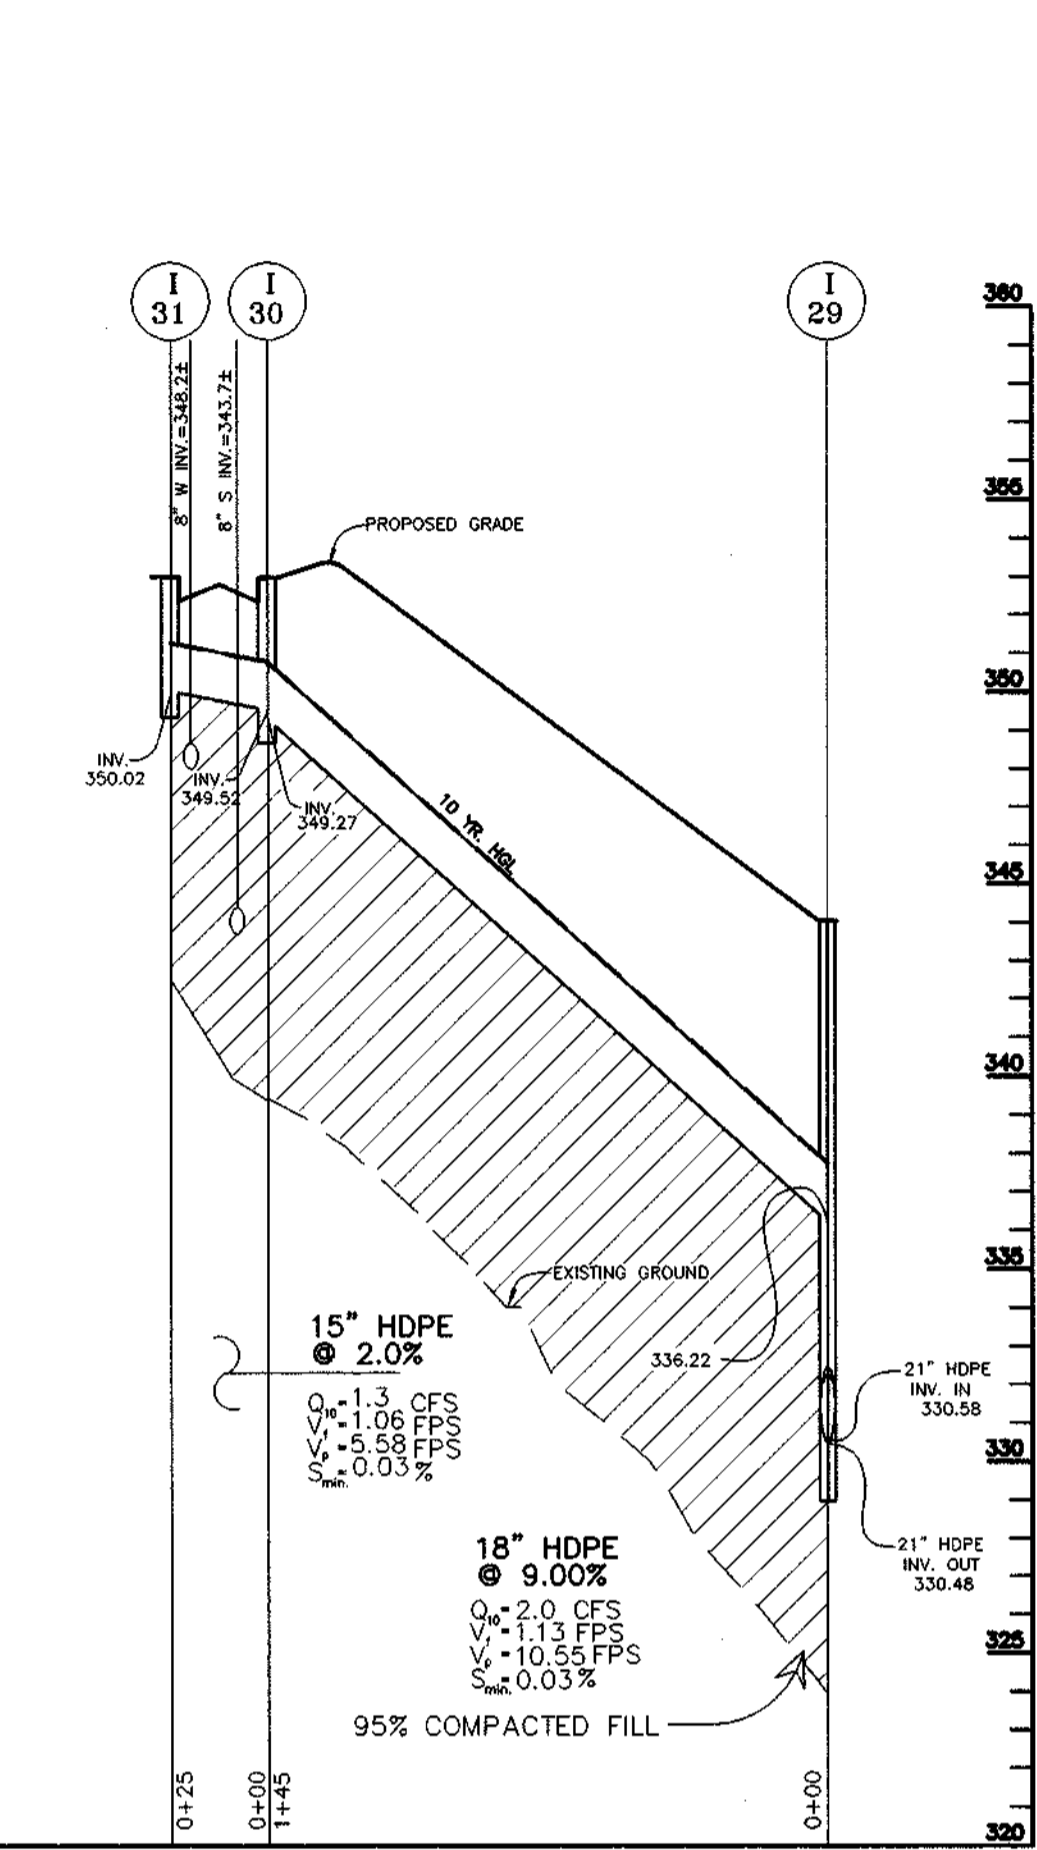 I
31
I
30
I
29
360
355
350
345
340
335
330
325
320
8" W INV.=348.2±
8" S INV.=343.7±
PROPOSED GRADE
INV.
350.02
INV.
349.52
INV.
349.27
10 YR. HGL
EXISTING GROUND
336.22
15" HDPE
@ 2.0%
Q10=1.3 CFS
Vf=1.06 FPS
Vp=5.58 FPS
Smin.=0.03%
21" HDPE
INV. IN
330.58
18" HDPE
@ 9.00%
Q10=2.0 CFS
Vf=1.13 FPS
Vp=10.55 FPS
Smin.=0.03%
21" HDPE
INV. OUT
330.48
95% COMPACTED FILL
0+25
0+00
1+45
0+00